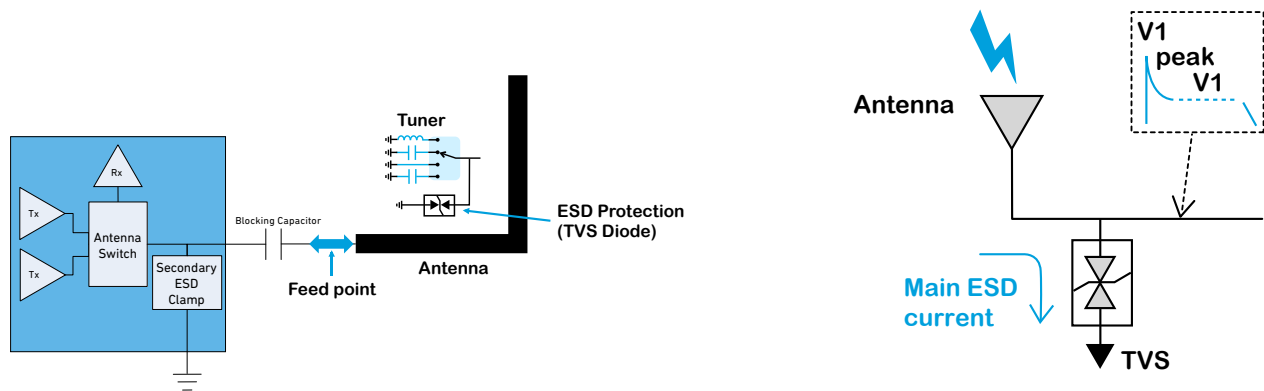 Tuner
Rx
Tx
Tx
Antenna
Switch
Secondary
ESD
Clamp
Blocking Capacitor
Feed point
Antenna
ESD Protection
(TVS Diode)
Antenna
V1
peak
V1
Main ESD
current
TVS